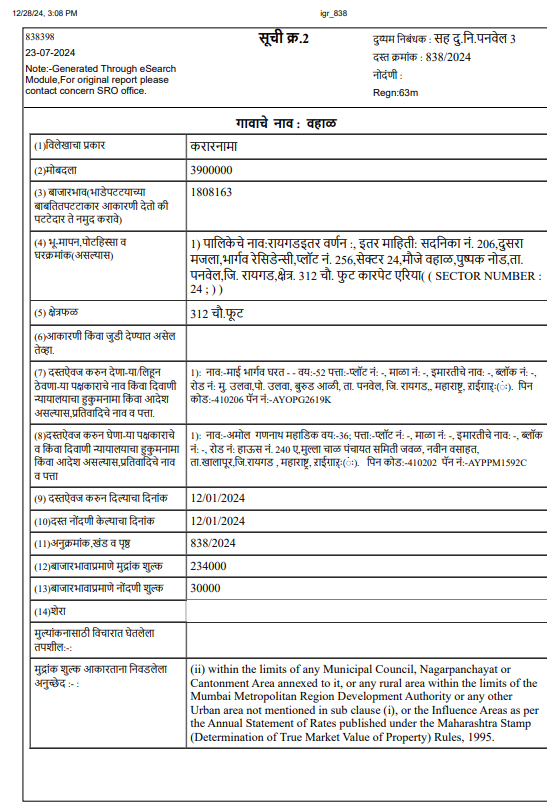 12/28/24, 3:08 PM
igr_838
838398
23-07-2024
Note:-Generated Through eSearch
Module,For original report please
contact concern SRO office.
सूची क्र.2
दुय्यम निबंधक : सह दु.नि.पनवेल 3
दस्त क्रमांक : 838/2024
नोदंणी :
Regn:63m
गावाचे नाव : वहाळ
(1)विलेखाचा प्रकार
करारनामा
(2)मोबदला
3900000
(3) बाजारभाव(भाडेपटटयाच्या
बाबतितपटटाकार आकारणी देतो की
पटटेदार ते नमुद करावे)
1808163
(4) भू-मापन,पोटहिस्सा व
घरक्रमांक(असल्यास)
1) पालिकेचे नाव:रायगडइतर वर्णन :, इतर माहिती: सदनिका नं. 206,दुसरा
मजला,भार्गव रेसिडेन्सी,प्लॉट नं. 256,सेक्टर 24,मौजे वहाळ,पुष्पक नोड,ता.
पनवेल,जि. रायगड,क्षेत्र. 312 चौ. फुट कारपेट एरिया( ( SECTOR NUMBER :
24 ; ) )
(5) क्षेत्रफळ
312 चौ.फूट
(6)आकारणी किंवा जुडी देण्यात असेल
तेव्हा.
(7) दस्तऐवज करुन देणा-या/लिहून
ठेवणा-या पक्षकाराचे नाव किंवा दिवाणी
न्यायालयाचा हुकुमनामा किंवा आदेश
असल्यास,प्रतिवादिचे नाव व पत्ता.
1): नाव:-माई भार्गव घरत - - वय:-52 पत्ता:-प्लॉट नं: -, माळा नं: -, इमारतीचे नाव: -, ब्लॉक नं: -,
रोड नं: मु. उलवा,पो. उलवा, बुरुड आळी, ता. पनवेल, जि. रायगड,, महाराष्ट्र, ऱाईगाऱ्ः(ं). पिन
कोड:-410206 पॅन नं:-AYOPG2619K
(8)दस्तऐवज करुन घेणा-या पक्षकाराचे
व किंवा दिवाणी न्यायालयाचा हुकुमनामा
किंवा आदेश असल्यास,प्रतिवादिचे नाव
व पत्ता
1): नाव:-अमोल गणनाथ महाडिक वय:-36; पत्ता:-प्लॉट नं: -, माळा नं: -, इमारतीचे नाव: -, ब्लॉक
नं: -, रोड नं: हाऊस नं. 240 ए,मुल्ला चाळ पंचायत समिती जवळ, नवीन वसाहत,
ता.खालापूर,जि.रायगड , महाराष्ट्र, ऱाईगाऱ्ः(ं). पिन कोड:-410202 पॅन नं:-AYPPM1592C
(9) दस्तऐवज करुन दिल्याचा दिनांक
12/01/2024
(10)दस्त नोंदणी केल्याचा दिनांक
12/01/2024
(11)अनुक्रमांक,खंड व पृष्ठ
838/2024
(12)बाजारभावाप्रमाणे मुद्रांक शुल्क
234000
(13)बाजारभावाप्रमाणे नोंदणी शुल्क
30000
(14)शेरा
मुल्यांकनासाठी विचारात घेतलेला
तपशील:-:
मुद्रांक शुल्क आकारताना निवडलेला
अनुच्छेद :- :
(ii) within the limits of any Municipal Council, Nagarpanchayat or
Cantonment Area annexed to it, or any rural area within the limits of the
Mumbai Metropolitan Region Development Authority or any other
Urban area not mentioned in sub clause (i), or the Influence Areas as per
the Annual Statement of Rates published under the Maharashtra Stamp
(Determination of True Market Value of Property) Rules, 1995.